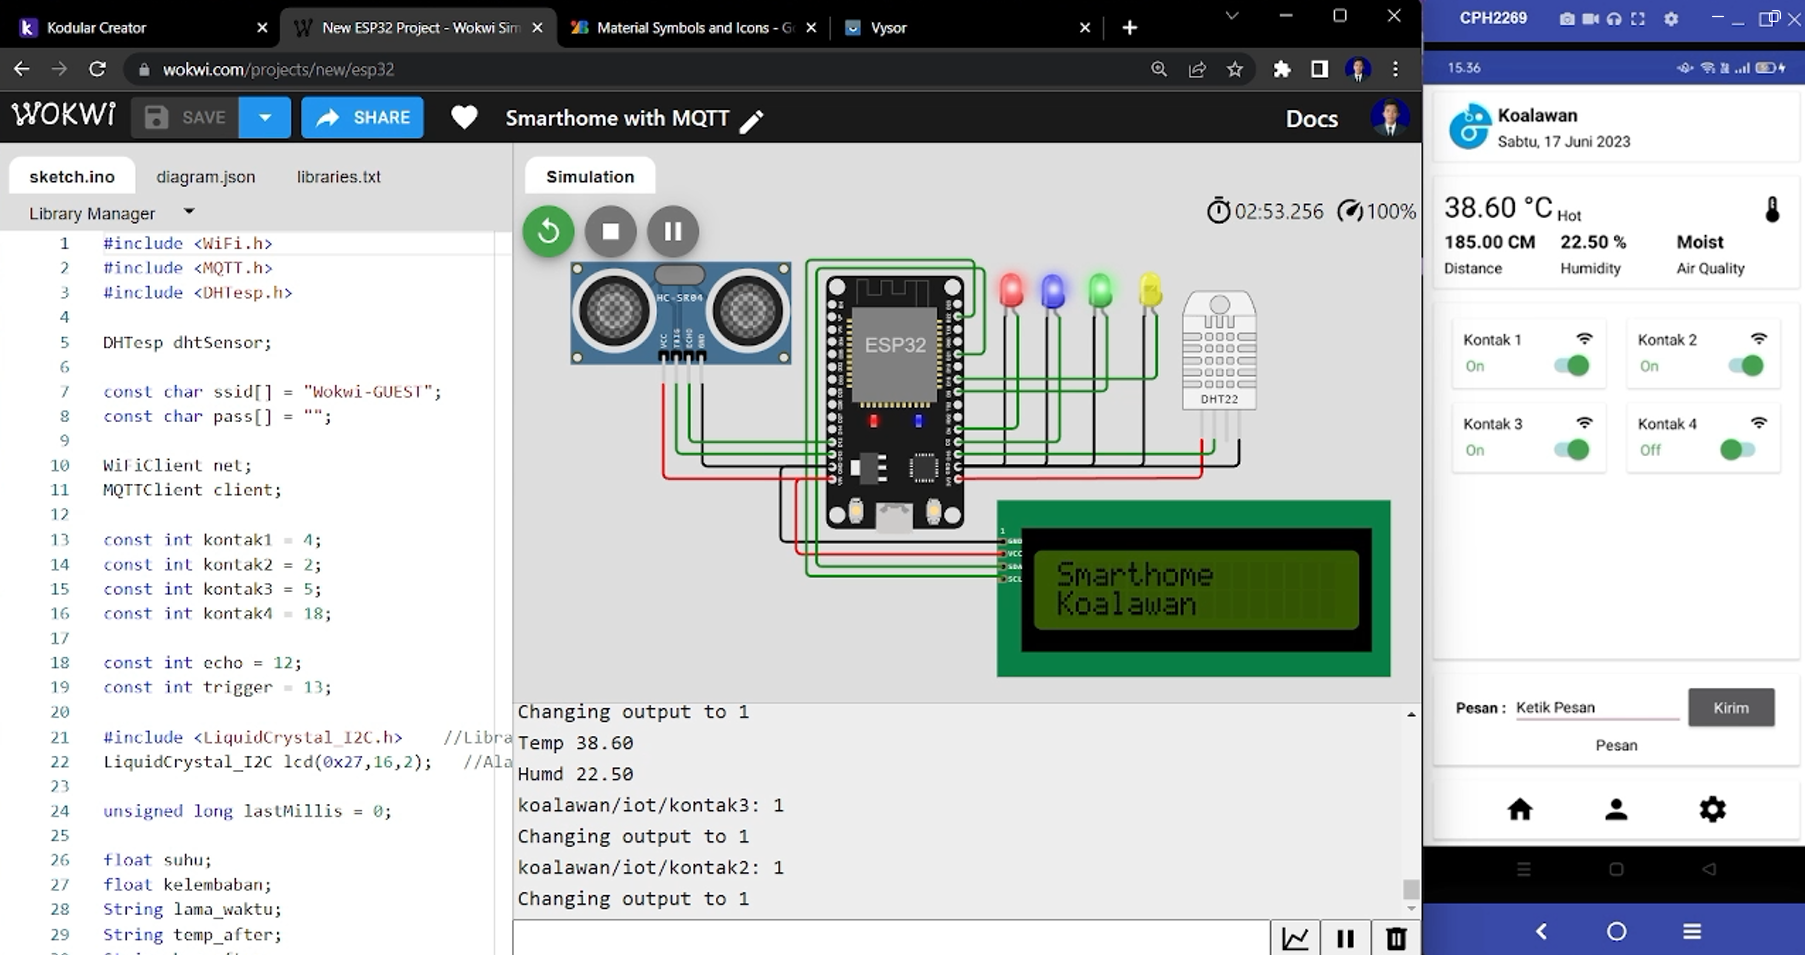 Kodular Creator
New ESP32 Project - Wokwi Sim
Material Symbols and Icons - Go
Vysor
wokwi.com/projects/new/esp32
WOKWI
SAVE
SHARE
Smarthome with MQTT
Docs
sketch.ino
diagram.json
libraries.txt
Library Manager
1 #include <WiFi.h>
2 #include <MQTT.h>
3 #include <DHTesp.h>
4
5 DHTesp dhtSensor;
6
7 const char ssid[] = "Wokwi-GUEST";
8 const char pass[] = "";
9
10 WiFiClient net;
11 MQTTClient client;
12
13 const int kontak1 = 4;
14 const int kontak2 = 2;
15 const int kontak3 = 5;
16 const int kontak4 = 18;
17
18 const int echo = 12;
19 const int trigger = 13;
20
21 #include <LiquidCrystal_I2C.h> //Libra
22 LiquidCrystal_I2C lcd(0x27,16,2); //Ala
23
24 unsigned long lastMillis = 0;
25
26 float suhu;
27 float kelembaban;
28 String lama_waktu;
29 String temp_after;
Simulation
02:53.256
100%
HC-SR04
VCC
TRIG
ECHO
GND
ESP32
DHT22
1
GND
VCC
SDA
SCL
Smarthome
Koalawan
Changing output to 1
Temp 38.60
Humd 22.50
koalawan/iot/kontak3: 1
Changing output to 1
koalawan/iot/kontak2: 1
Changing output to 1
CPH2269
15.36
Koalawan
Sabtu, 17 Juni 2023
38.60 °C Hot
185.00 CM 22.50 % Moist
Distance Humidity Air Quality
Kontak 1
On
Kontak 2
On
Kontak 3
On
Kontak 4
Off
Pesan : Ketik Pesan Kirim
Pesan